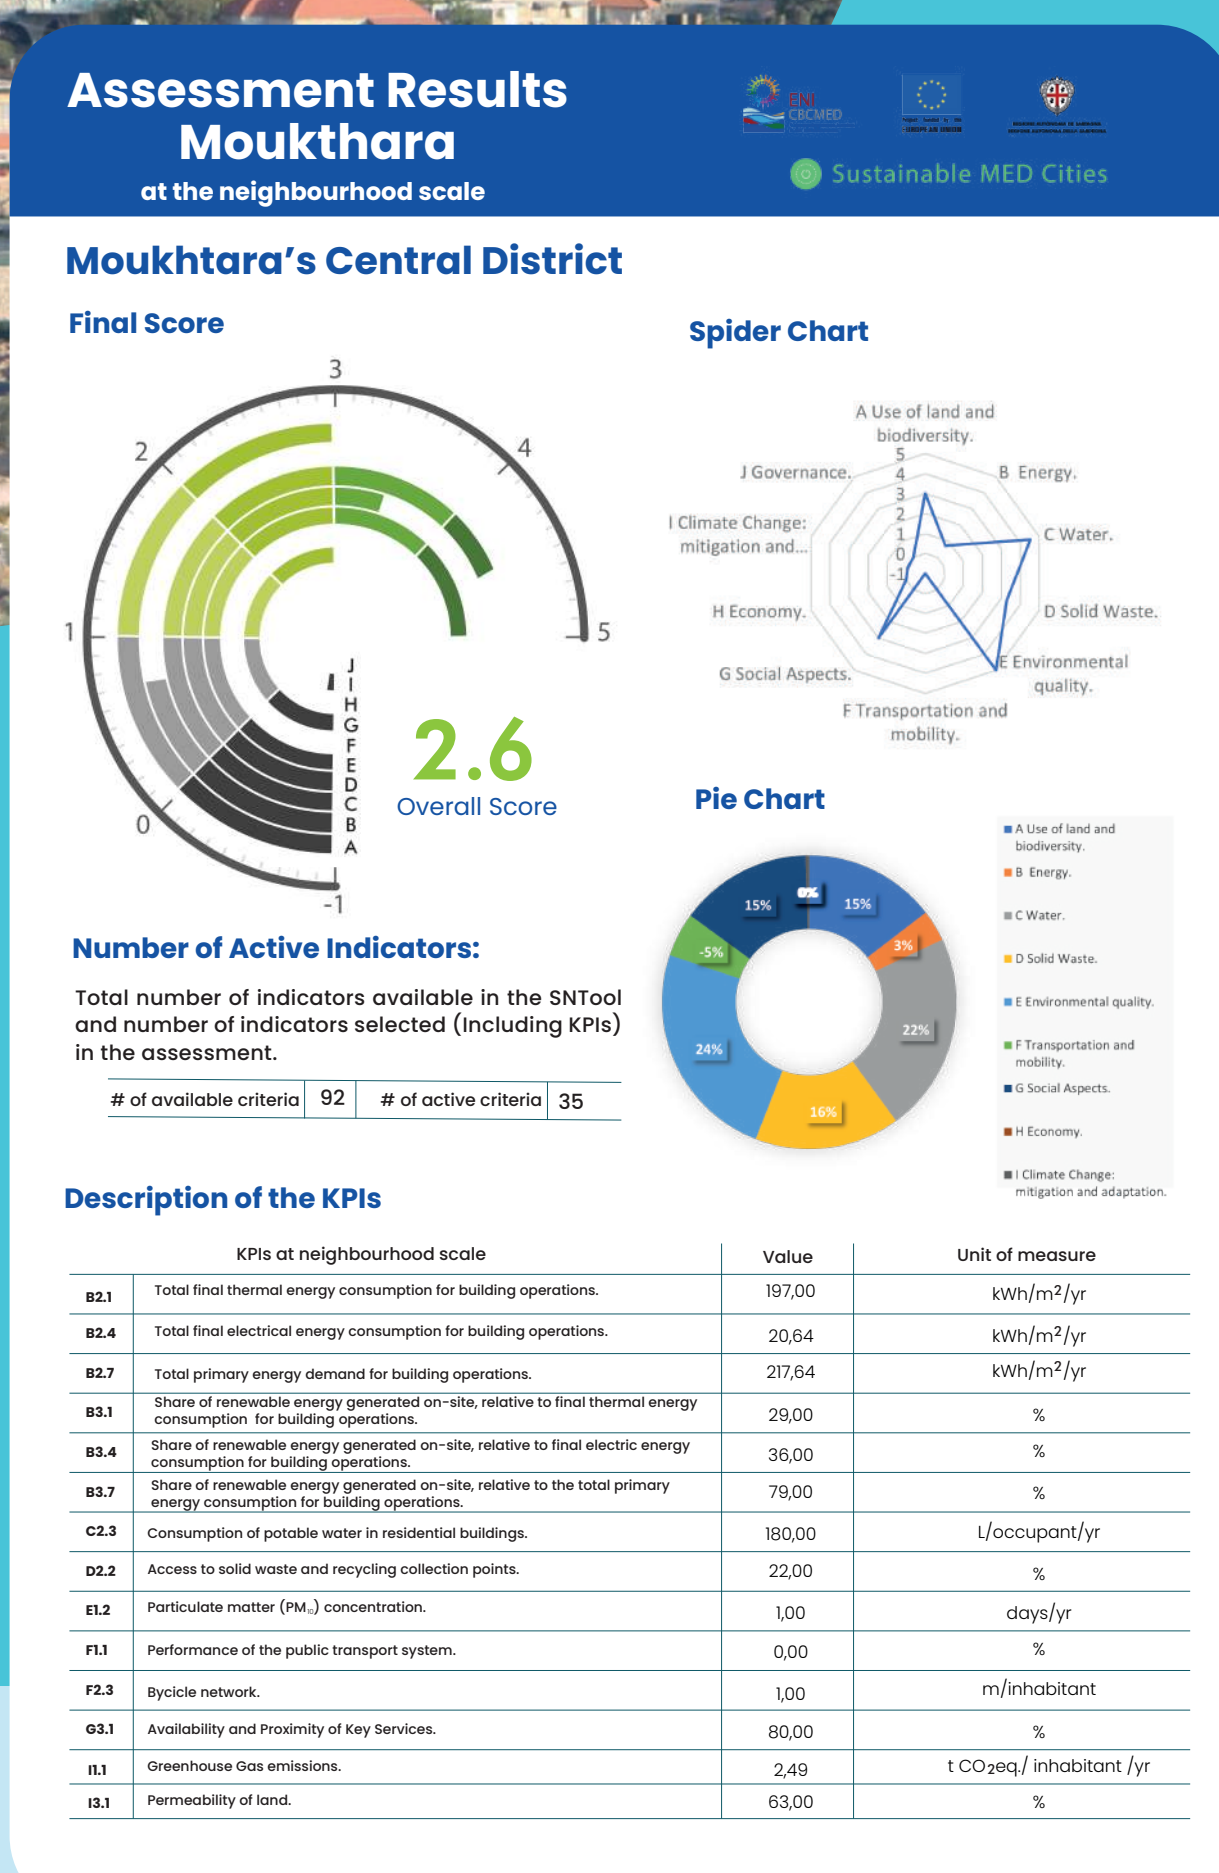 Assessment Results
Moukthara
at the neighbourhood scale
ENI
CBCMED
Sustainable MED Cities
Moukhtara's Central District
Final Score
3
2
4
1
5
0
-1
J
I
H
G
F
E
D
C
B
A
2.6
Overall Score
Spider Chart
A Use of land and
biodiversity.
5
4
3
2
1
0
-1
J Governance.
B Energy.
I Climate Change:
mitigation and...
C Water.
H Economy.
D Solid Waste.
G Social Aspects.
E Environmental
quality.
F Transportation and
mobility.
Pie Chart
15%
15%
3%
-5%
22%
24%
16%
A Use of land and
biodiversity.
B Energy.
C Water.
D Solid Waste.
E Environmental quality.
F Transportation and
mobility.
G Social Aspects.
H Economy.
I Climate Change:
mitigation and adaptation.
Number of Active Indicators:
Total number of indicators available in the SNTool
and number of indicators selected (Including KPIs)
in the assessment.
# of available criteria 92 # of active criteria 35
Description of the KPIs
KPIs at neighbourhood scale Value Unit of measure
B2.1 Total final thermal energy consumption for building operations. 197,00 kWh/m²/yr
B2.4 Total final electrical energy consumption for building operations. 20,64 kWh/m²/yr
B2.7 Total primary energy demand for building operations. 217,64 kWh/m²/yr
B3.1 Share of renewable energy generated on-site, relative to final thermal energy
consumption for building operations. 29,00 %
B3.4 Share of renewable energy generated on-site, relative to final electric energy
consumption for building operations. 36,00 %
B3.7 Share of renewable energy generated on-site, relative to the total primary
energy consumption for building operations. 79,00 %
C2.3 Consumption of potable water in residential buildings. 180,00 L/occupant/yr
D2.2 Access to solid waste and recycling collection points. 22,00 %
E1.2 Particulate matter (PM₁₀) concentration. 1,00 days/yr
F1.1 Performance of the public transport system. 0,00 %
F2.3 Bycicle network. 1,00 m/inhabitant
G3.1 Availability and Proximity of Key Services. 80,00 %
I1.1 Greenhouse Gas emissions. 2,49 t CO₂eq./ inhabitant /yr
I3.1 Permeability of land. 63,00 %